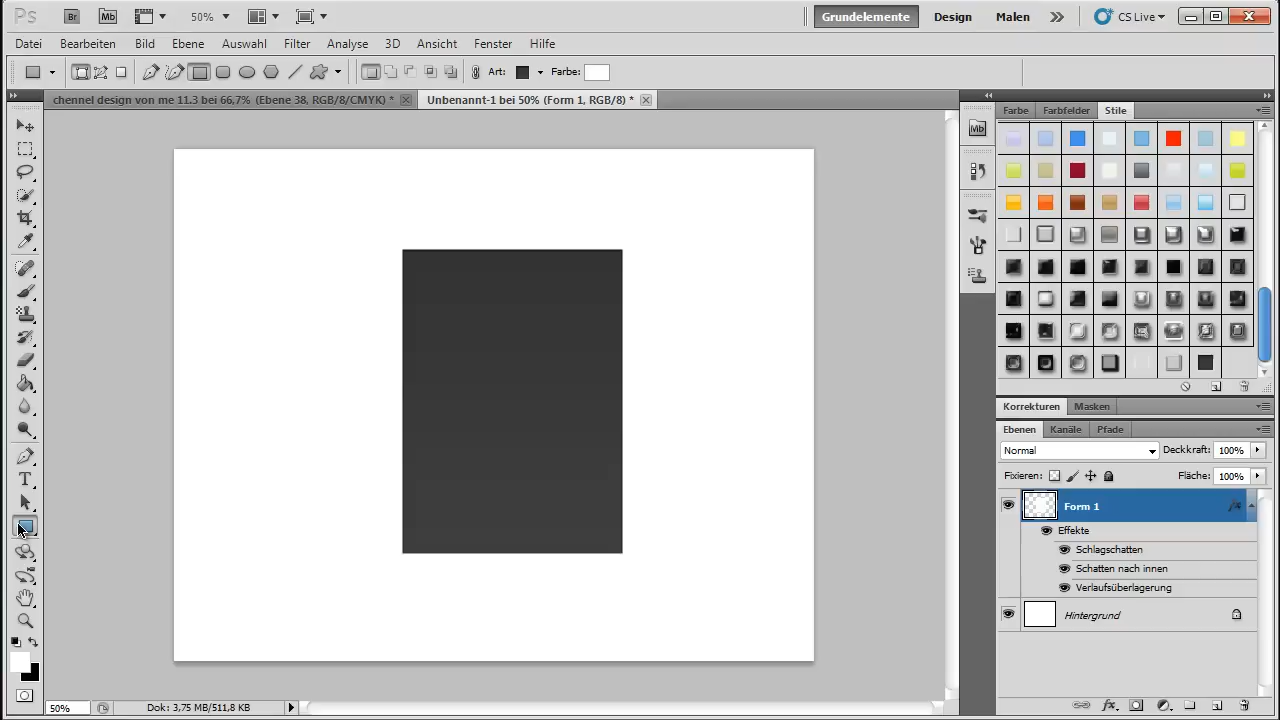 Ps Br Mb 50% Grundelemente Design Malen CS Live
Datei Bearbeiten Bild Ebene Auswahl Filter Analyse 3D Ansicht Fenster Hilfe
Art: Farbe:
chennel design von me 11.3 bei 66,7% (Ebene 38, RGB/8/CMYK) *
Unbenannt-1 bei 50% (Form 1, RGB/8) *
Farbe Farbfelder Stile
Mb
T
Korrekturen Masken
Ebenen Kanäle Pfade
Normal Deckkraft: 100%
Fixieren: Fläche: 100%
Form 1 fx
Effekte
Schlagschatten
Schatten nach innen
Verlaufsüberlagerung
Hintergrund
50% Dok: 3,75 MB/511,8 KB
fx